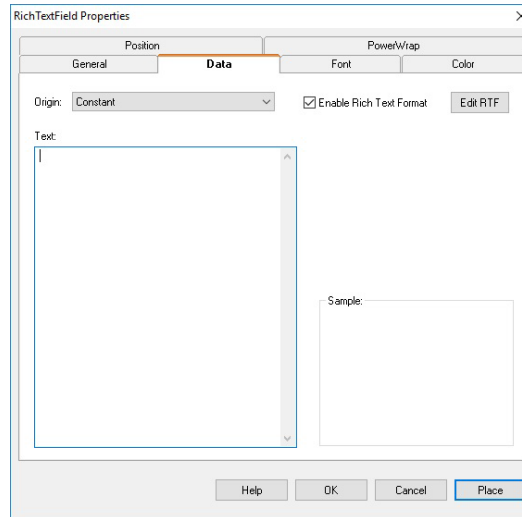 RichTextField Properties
Position PowerWrap
General Data Font Color
Origin: Constant Enable Rich Text Format Edit RTF
Text:
Sample:
Help OK Cancel Place